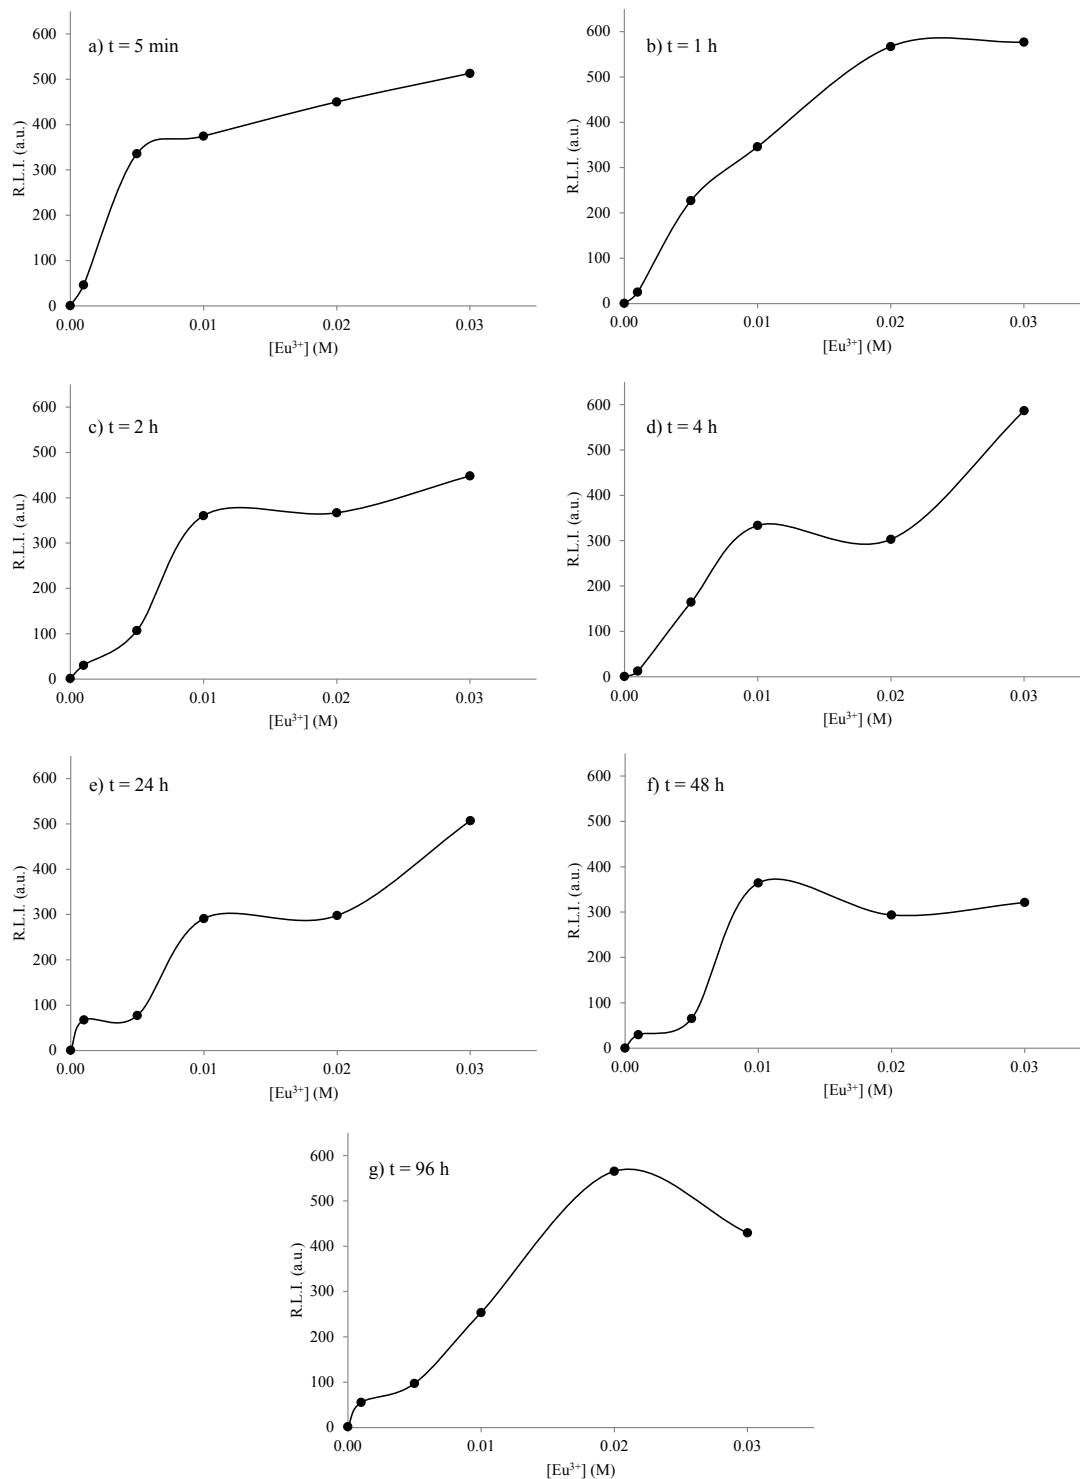 a) t = 5 min
600
500
400
300
200
100
0
R.L.I. (a.u.)
0.00 0.01 0.02 0.03
[Eu³⁺] (M)
b) t = 1 h
600
500
400
300
200
100
0
R.L.I. (a.u.)
0.00 0.01 0.02 0.03
[Eu³⁺] (M)
c) t = 2 h
600
500
400
300
200
100
0
R.L.I. (a.u.)
0.00 0.01 0.02 0.03
[Eu³⁺] (M)
d) t = 4 h
600
500
400
300
200
100
0
R.L.I. (a.u.)
0.00 0.01 0.02 0.03
[Eu³⁺] (M)
e) t = 24 h
600
500
400
300
200
100
0
R.L.I. (a.u.)
0.00 0.01 0.02 0.03
[Eu³⁺] (M)
f) t = 48 h
600
500
400
300
200
100
0
R.L.I. (a.u.)
0.00 0.01 0.02 0.03
[Eu³⁺] (M)
g) t = 96 h
600
500
400
300
200
100
0
R.L.I. (a.u.)
0.00 0.01 0.02 0.03
[Eu³⁺] (M)